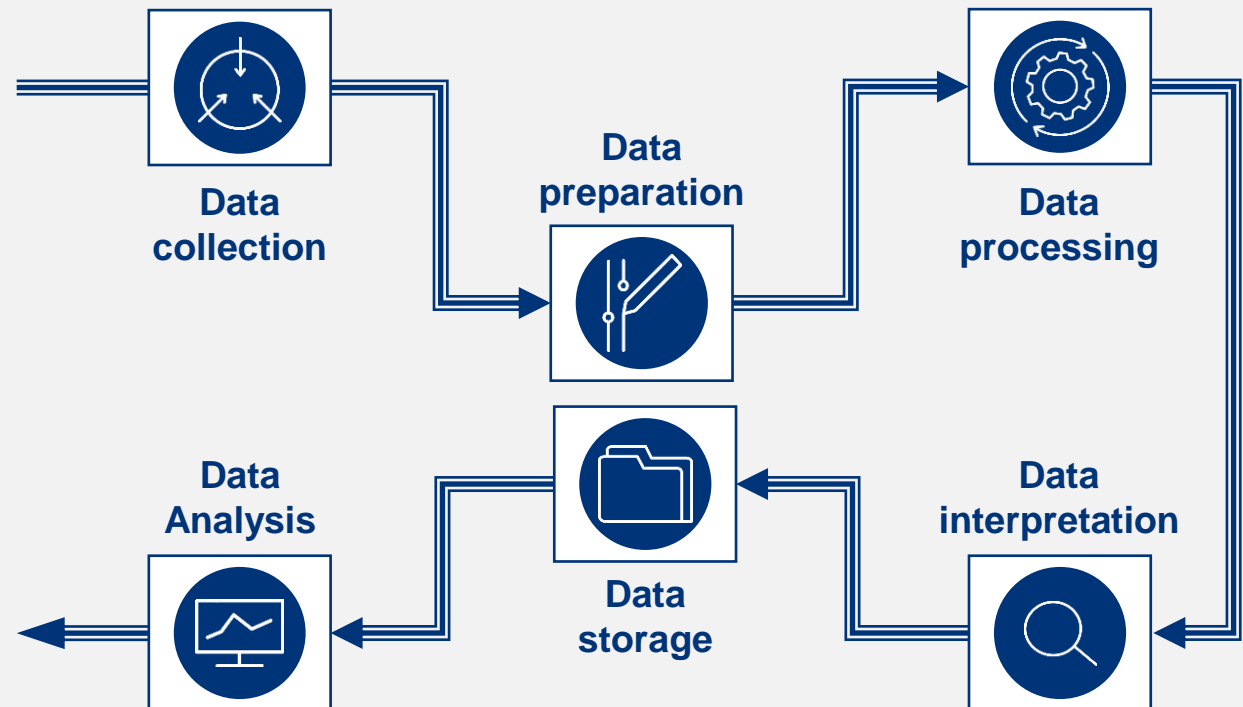 Data
collection
Data
preparation
Data
processing
Data
interpretation
Data
storage
Data
Analysis